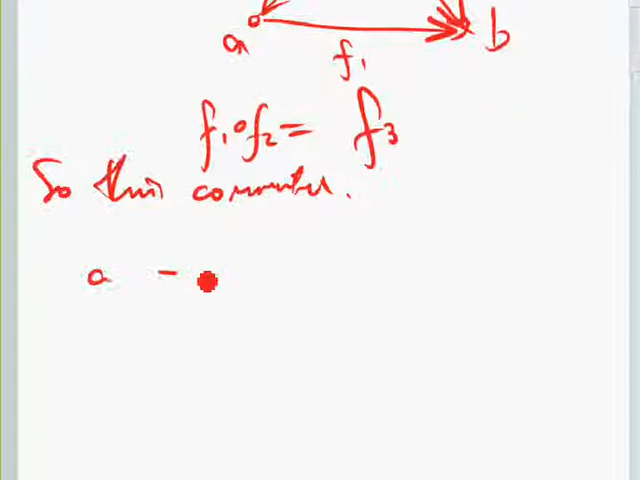 a b
f₁
f₁∘f₂ = f₃
So this commutes.
a -